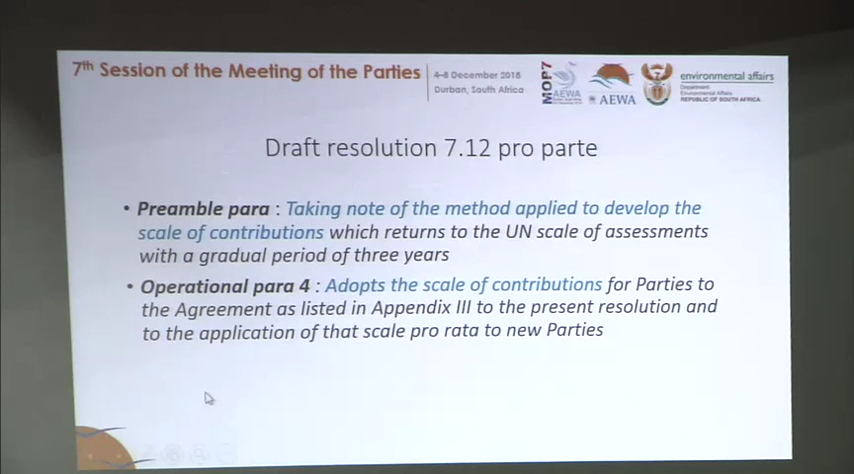 7th Session of the Meeting of the Parties
4–8 December 2018
Durban, South Africa
MOP7
AEWA
AEWA
environmental affairs
Department:
Environmental Affairs
REPUBLIC OF SOUTH AFRICA
Draft resolution 7.12 pro parte
• Preamble para : Taking note of the method applied to develop the
scale of contributions which returns to the UN scale of assessments
with a gradual period of three years
• Operational para 4 : Adopts the scale of contributions for Parties to
the Agreement as listed in Appendix III to the present resolution and
to the application of that scale pro rata to new Parties